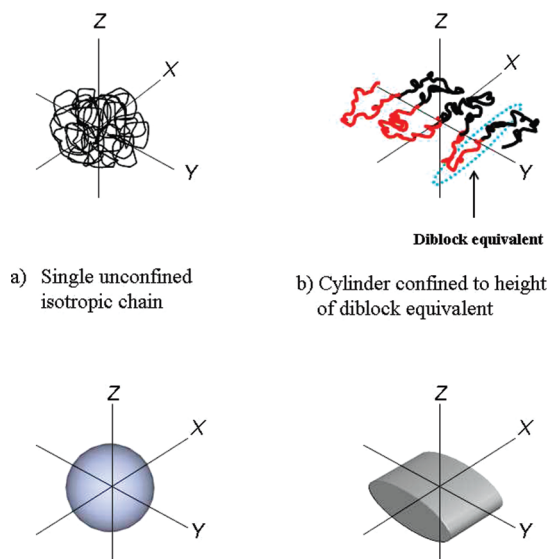 Z
X
Y
Z
X
Y
Diblock equivalent
a) Single unconfined
isotropic chain
b) Cylinder confined to height
of diblock equivalent
Z
X
Y
Z
X
Y